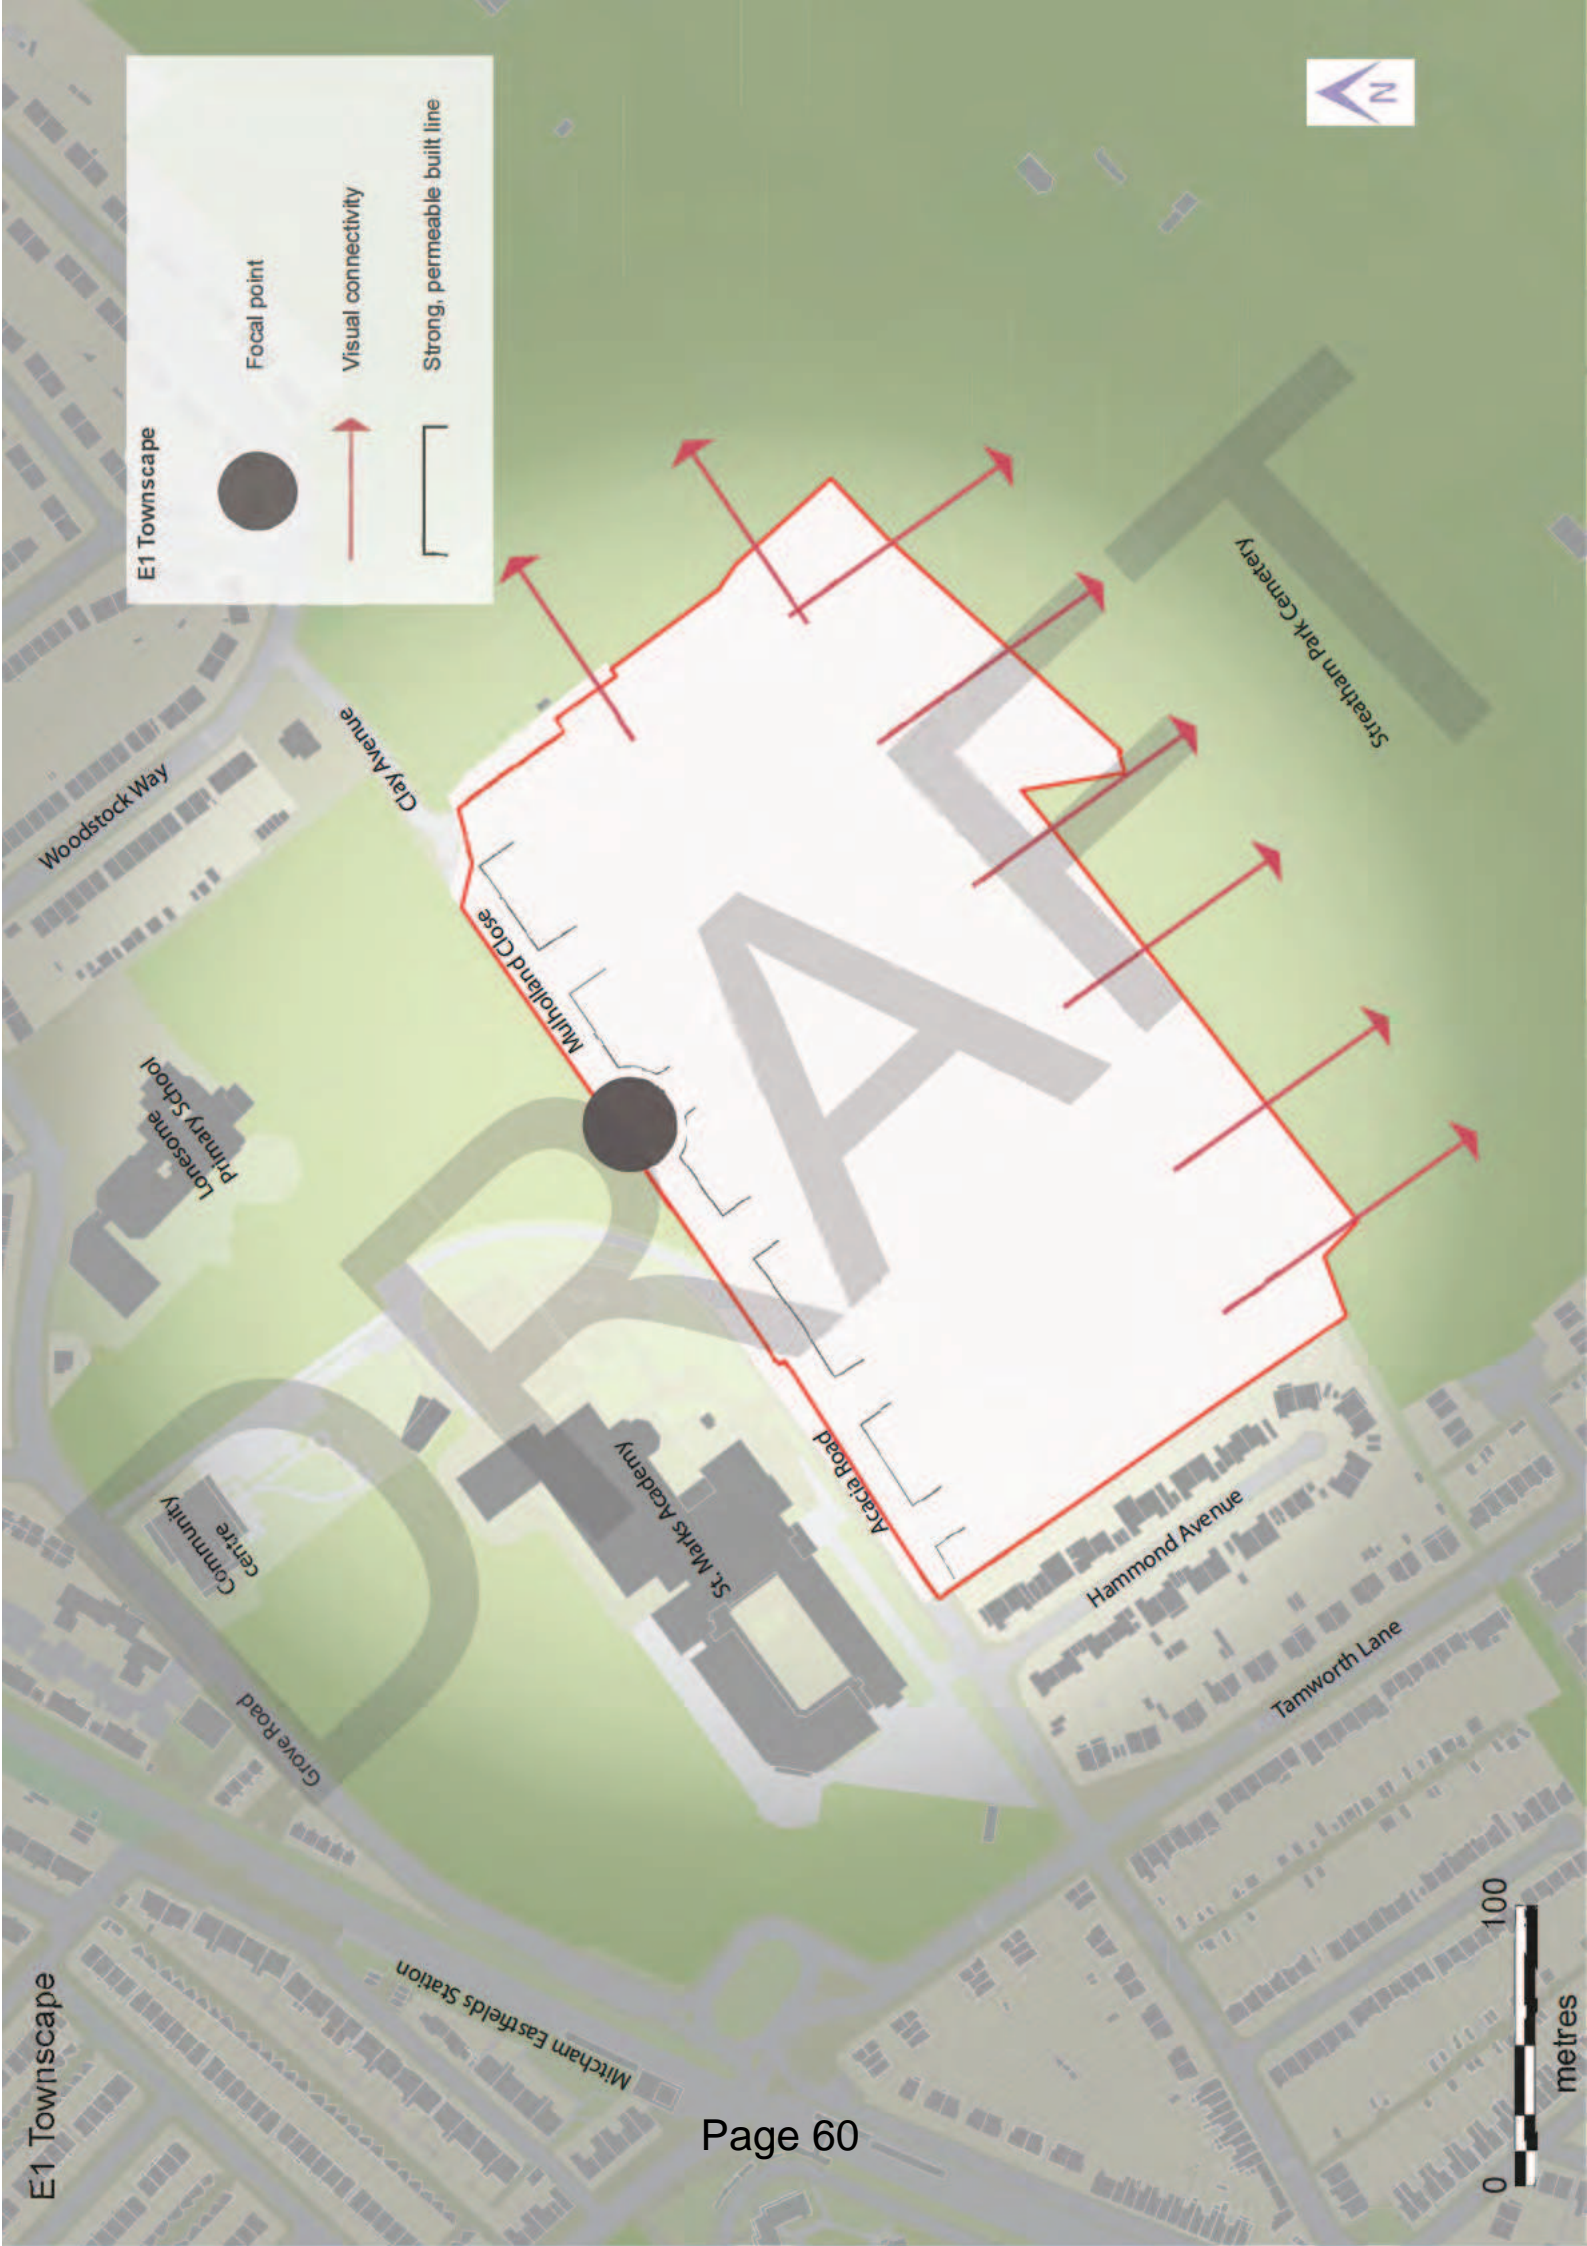 E1 Townscape
E1 Townscape
Focal point
Visual connectivity
Strong, permeable built line
N
Woodstock Way
Clay Avenue
Mulholland Close
Lonesome
Primary School
Community
centre
Grove Road
St. Marks Academy
Acacia Road
Mitcham Eastfields Station
Hammond Avenue
Tamworth Lane
Streatham Park Cemetery
DRAFT
0
100
metres
Page 60